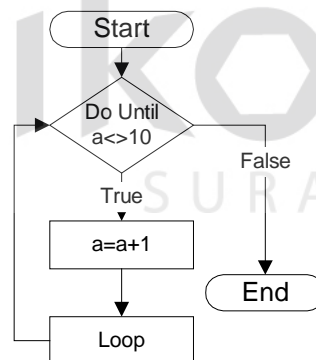 Start
Do Until
a<>10
False
True
a=a+1
End
Loop